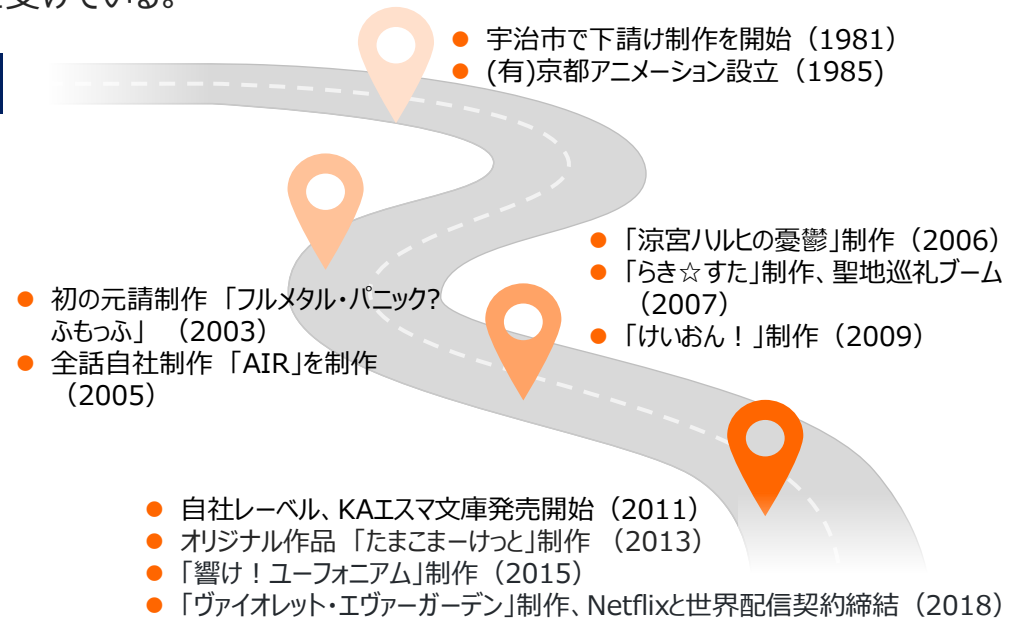 を受けている。
● 宇治市で下請け制作を開始（1981）
● (有)京都アニメーション設立（1985)
● 初の元請制作「フルメタル・パニック?
ふもっふ」（2003）
● 全話自社制作「AIR」を制作
（2005）
● 「涼宮ハルヒの憂鬱」制作（2006）
● 「らき☆すた」制作、聖地巡礼ブーム
（2007）
● 「けいおん！」制作（2009）
● 自社レーベル、KAエスマ文庫発売開始（2011）
● オリジナル作品「たまこまーけっと」制作 （2013）
● 「響け！ユーフォニアム」制作（2015）
● 「ヴァイオレット・エヴァーガーデン」制作、Netflixと世界配信契約締結（2018）